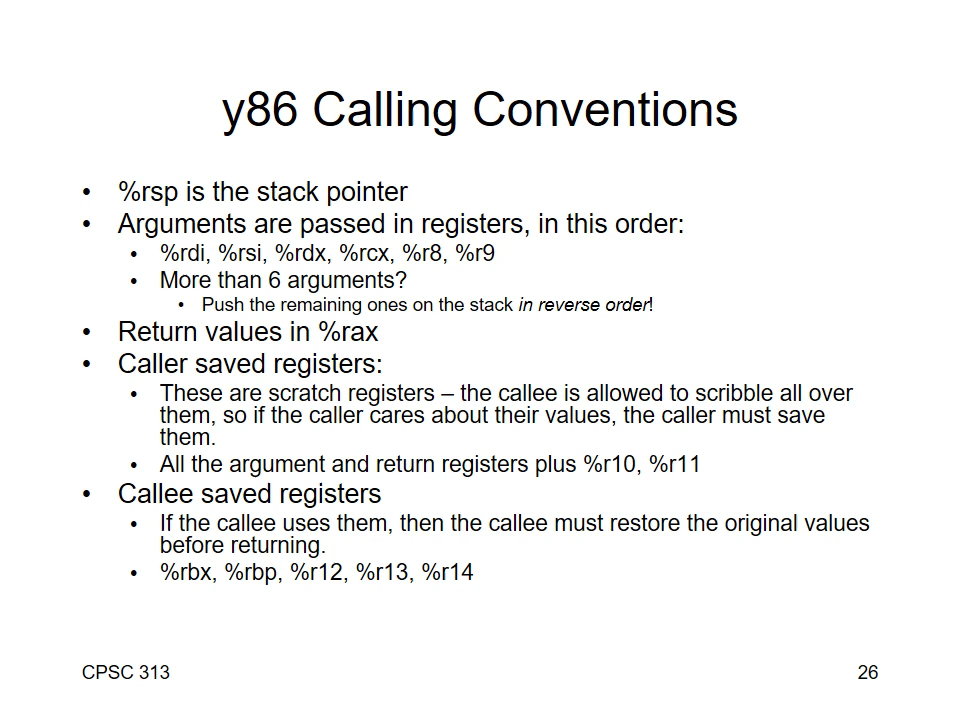 y86 Calling Conventions
• %rsp is the stack pointer
• Arguments are passed in registers, in this order:
• %rdi, %rsi, %rdx, %rcx, %r8, %r9
• More than 6 arguments?
• Push the remaining ones on the stack in reverse order!
• Return values in %rax
• Caller saved registers:
• These are scratch registers – the callee is allowed to scribble all over
them, so if the caller cares about their values, the caller must save
them.
• All the argument and return registers plus %r10, %r11
• Callee saved registers
• If the callee uses them, then the callee must restore the original values
before returning.
• %rbx, %rbp, %r12, %r13, %r14
CPSC 313
26